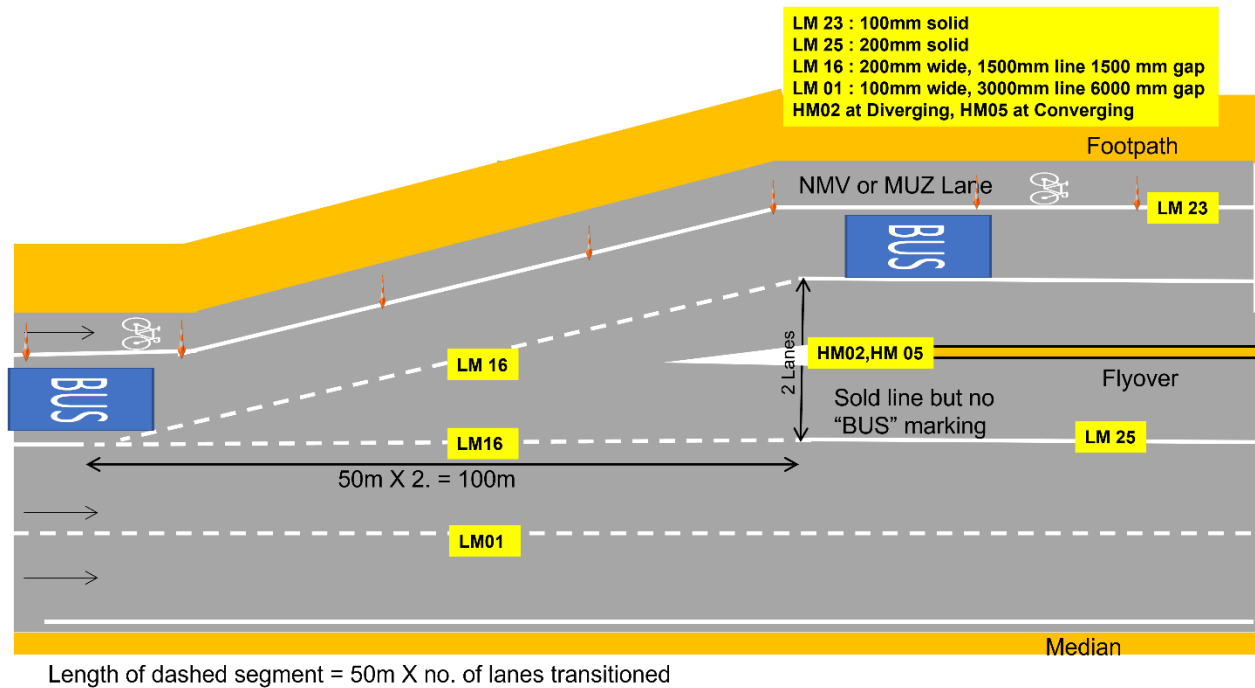 LM 23 : 100mm solid
LM 25 : 200mm solid
LM 16 : 200mm wide, 1500mm line 1500 mm gap
LM 01 : 100mm wide, 3000mm line 6000 mm gap
HM02 at Diverging, HM05 at Converging
Footpath
NMV or MUZ Lane
LM 23
BUS
BUS
LM 16
2 Lanes
HM02,HM 05
Flyover
Sold line but no
“BUS” marking
LM16
LM 25
50m X 2. = 100m
LM01
Median
Length of dashed segment = 50m X no. of lanes transitioned